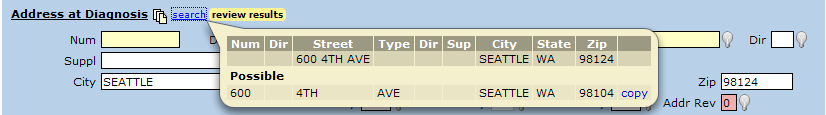 Address at Diagnosis search review results
Num Dir
Num Dir Street Type Dir Sup City State Zip
600 4TH AVE SEATTLE WA 98124
Suppl
Possible
City SEATTLE Zip 98124
600 4TH AVE SEATTLE WA 98104 copy
Addr Rev 0